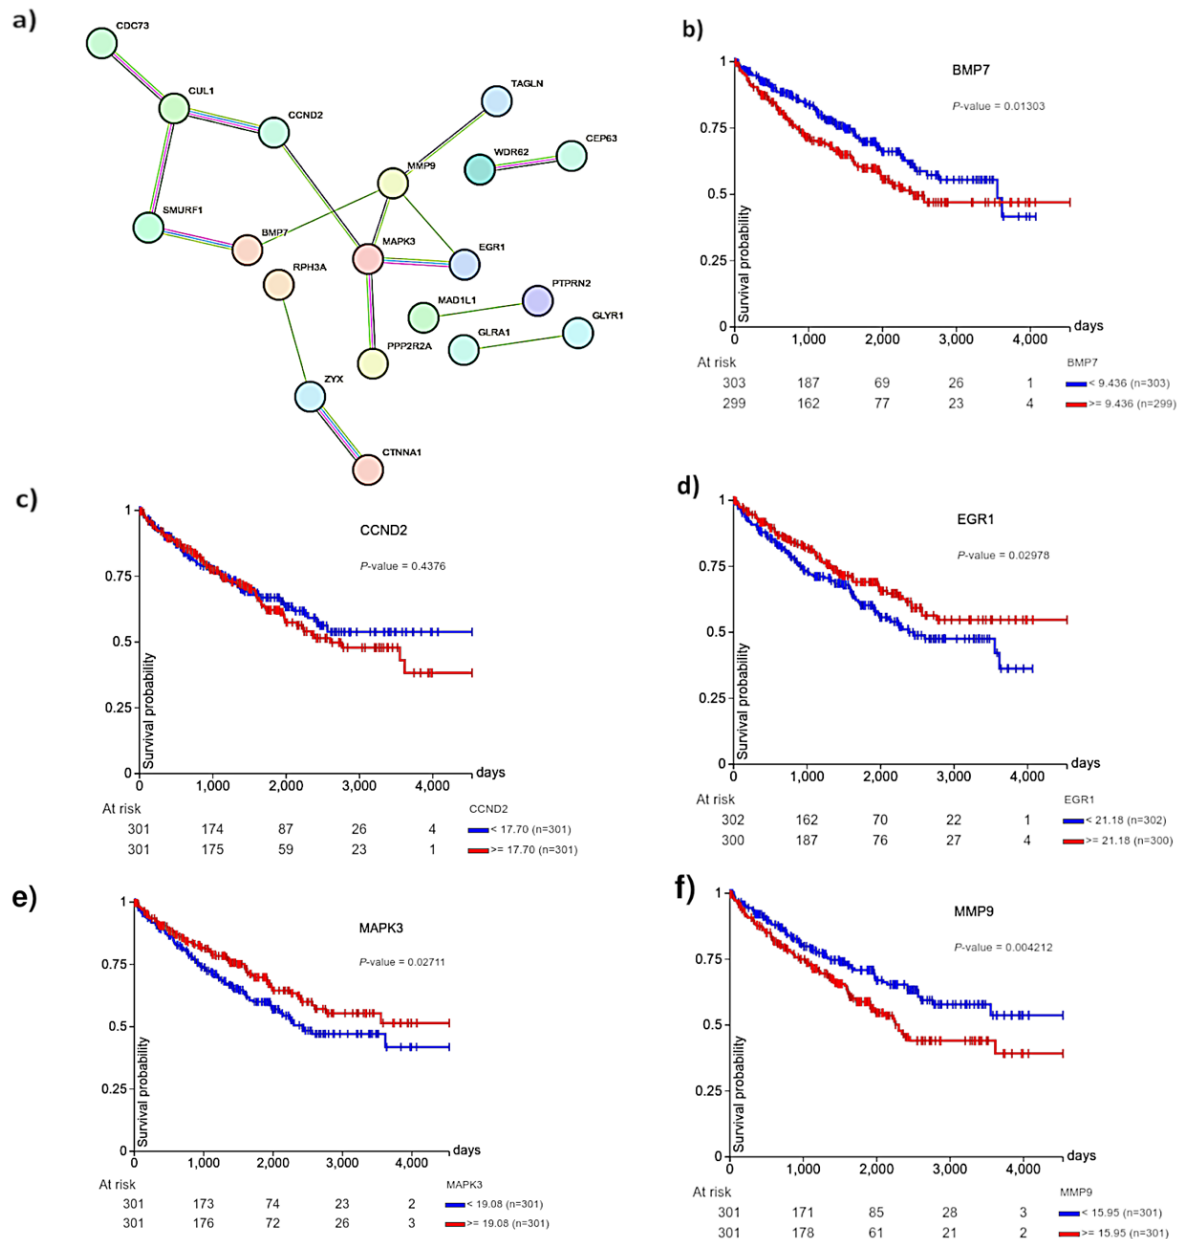 a)
CDC73
CUL1
CCND2
TAGLN
WDR62
CEP63
MMP9
SMURF1
BMP7
MAPK3
EGR1
RPH3A
MAD1L1
PTPRN2
GLRA1
GLYR1
PPP2R2A
ZYX
CTNNA1
b)
BMP7
P-value = 0.01303
1
0.75
0.5
0.25
0
Survival probability
0 1,000 2,000 3,000 4,000 days
At risk BMP7
303 187 69 26 1 < 9.436 (n=303)
299 162 77 23 4 >= 9.436 (n=299)
c)
CCND2
P-value = 0.4376
1
0.75
0.5
0.25
0
Survival probability
0 1,000 2,000 3,000 4,000 days
At risk CCND2
301 174 87 26 4 < 17.70 (n=301)
301 175 59 23 1 >= 17.70 (n=301)
d)
EGR1
P-value = 0.02978
1
0.75
0.5
0.25
0
Survival probability
0 1,000 2,000 3,000 4,000 days
At risk EGR1
302 162 70 22 1 < 21.18 (n=302)
300 187 76 27 4 >= 21.18 (n=300)
e)
MAPK3
P-value = 0.02711
1
0.75
0.5
0.25
0
Survival probability
0 1,000 2,000 3,000 4,000 days
At risk MAPK3
301 173 74 23 2 < 19.08 (n=301)
301 176 72 26 3 >= 19.08 (n=301)
f)
MMP9
P-value = 0.004212
1
0.75
0.5
0.25
0
Survival probability
0 1,000 2,000 3,000 4,000 days
At risk MMP9
301 171 85 28 3 < 15.95 (n=301)
301 178 61 21 2 >= 15.95 (n=301)